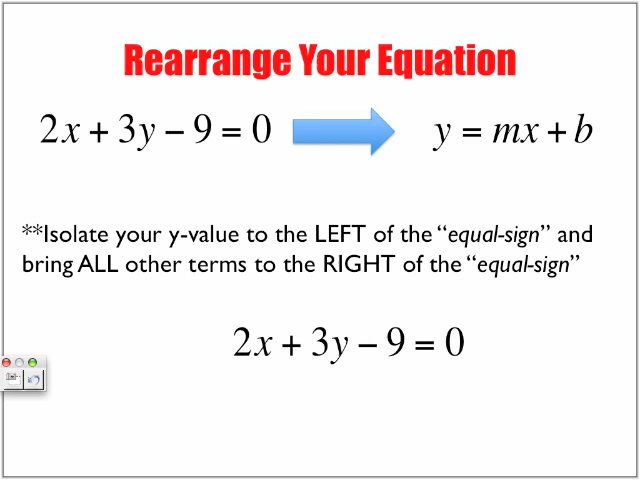 Rearrange Your Equation
2x + 3y − 9 = 0 y = mx + b
**Isolate your y-value to the LEFT of the “equal-sign” and
bring ALL other terms to the RIGHT of the “equal-sign”
2x + 3y − 9 = 0